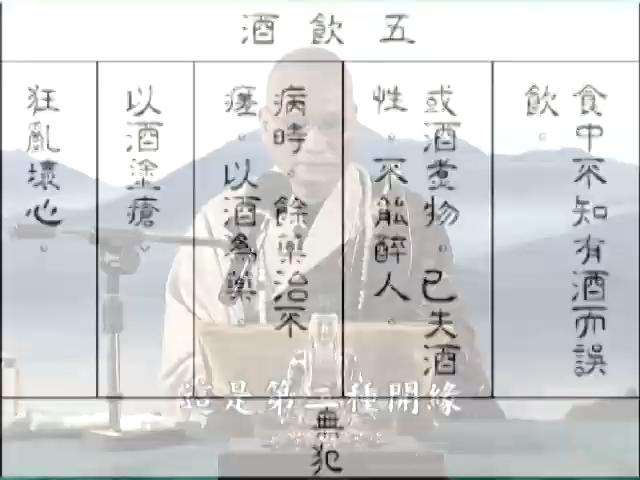 五飲酒
食中不知有酒而誤
飲。
或酒煮物。已失酒
性。不能醉人。
病時。餘藥治不
瘥。以酒為藥。
以酒塗瘡。
狂亂壞心。
無犯
這是第二種開緣